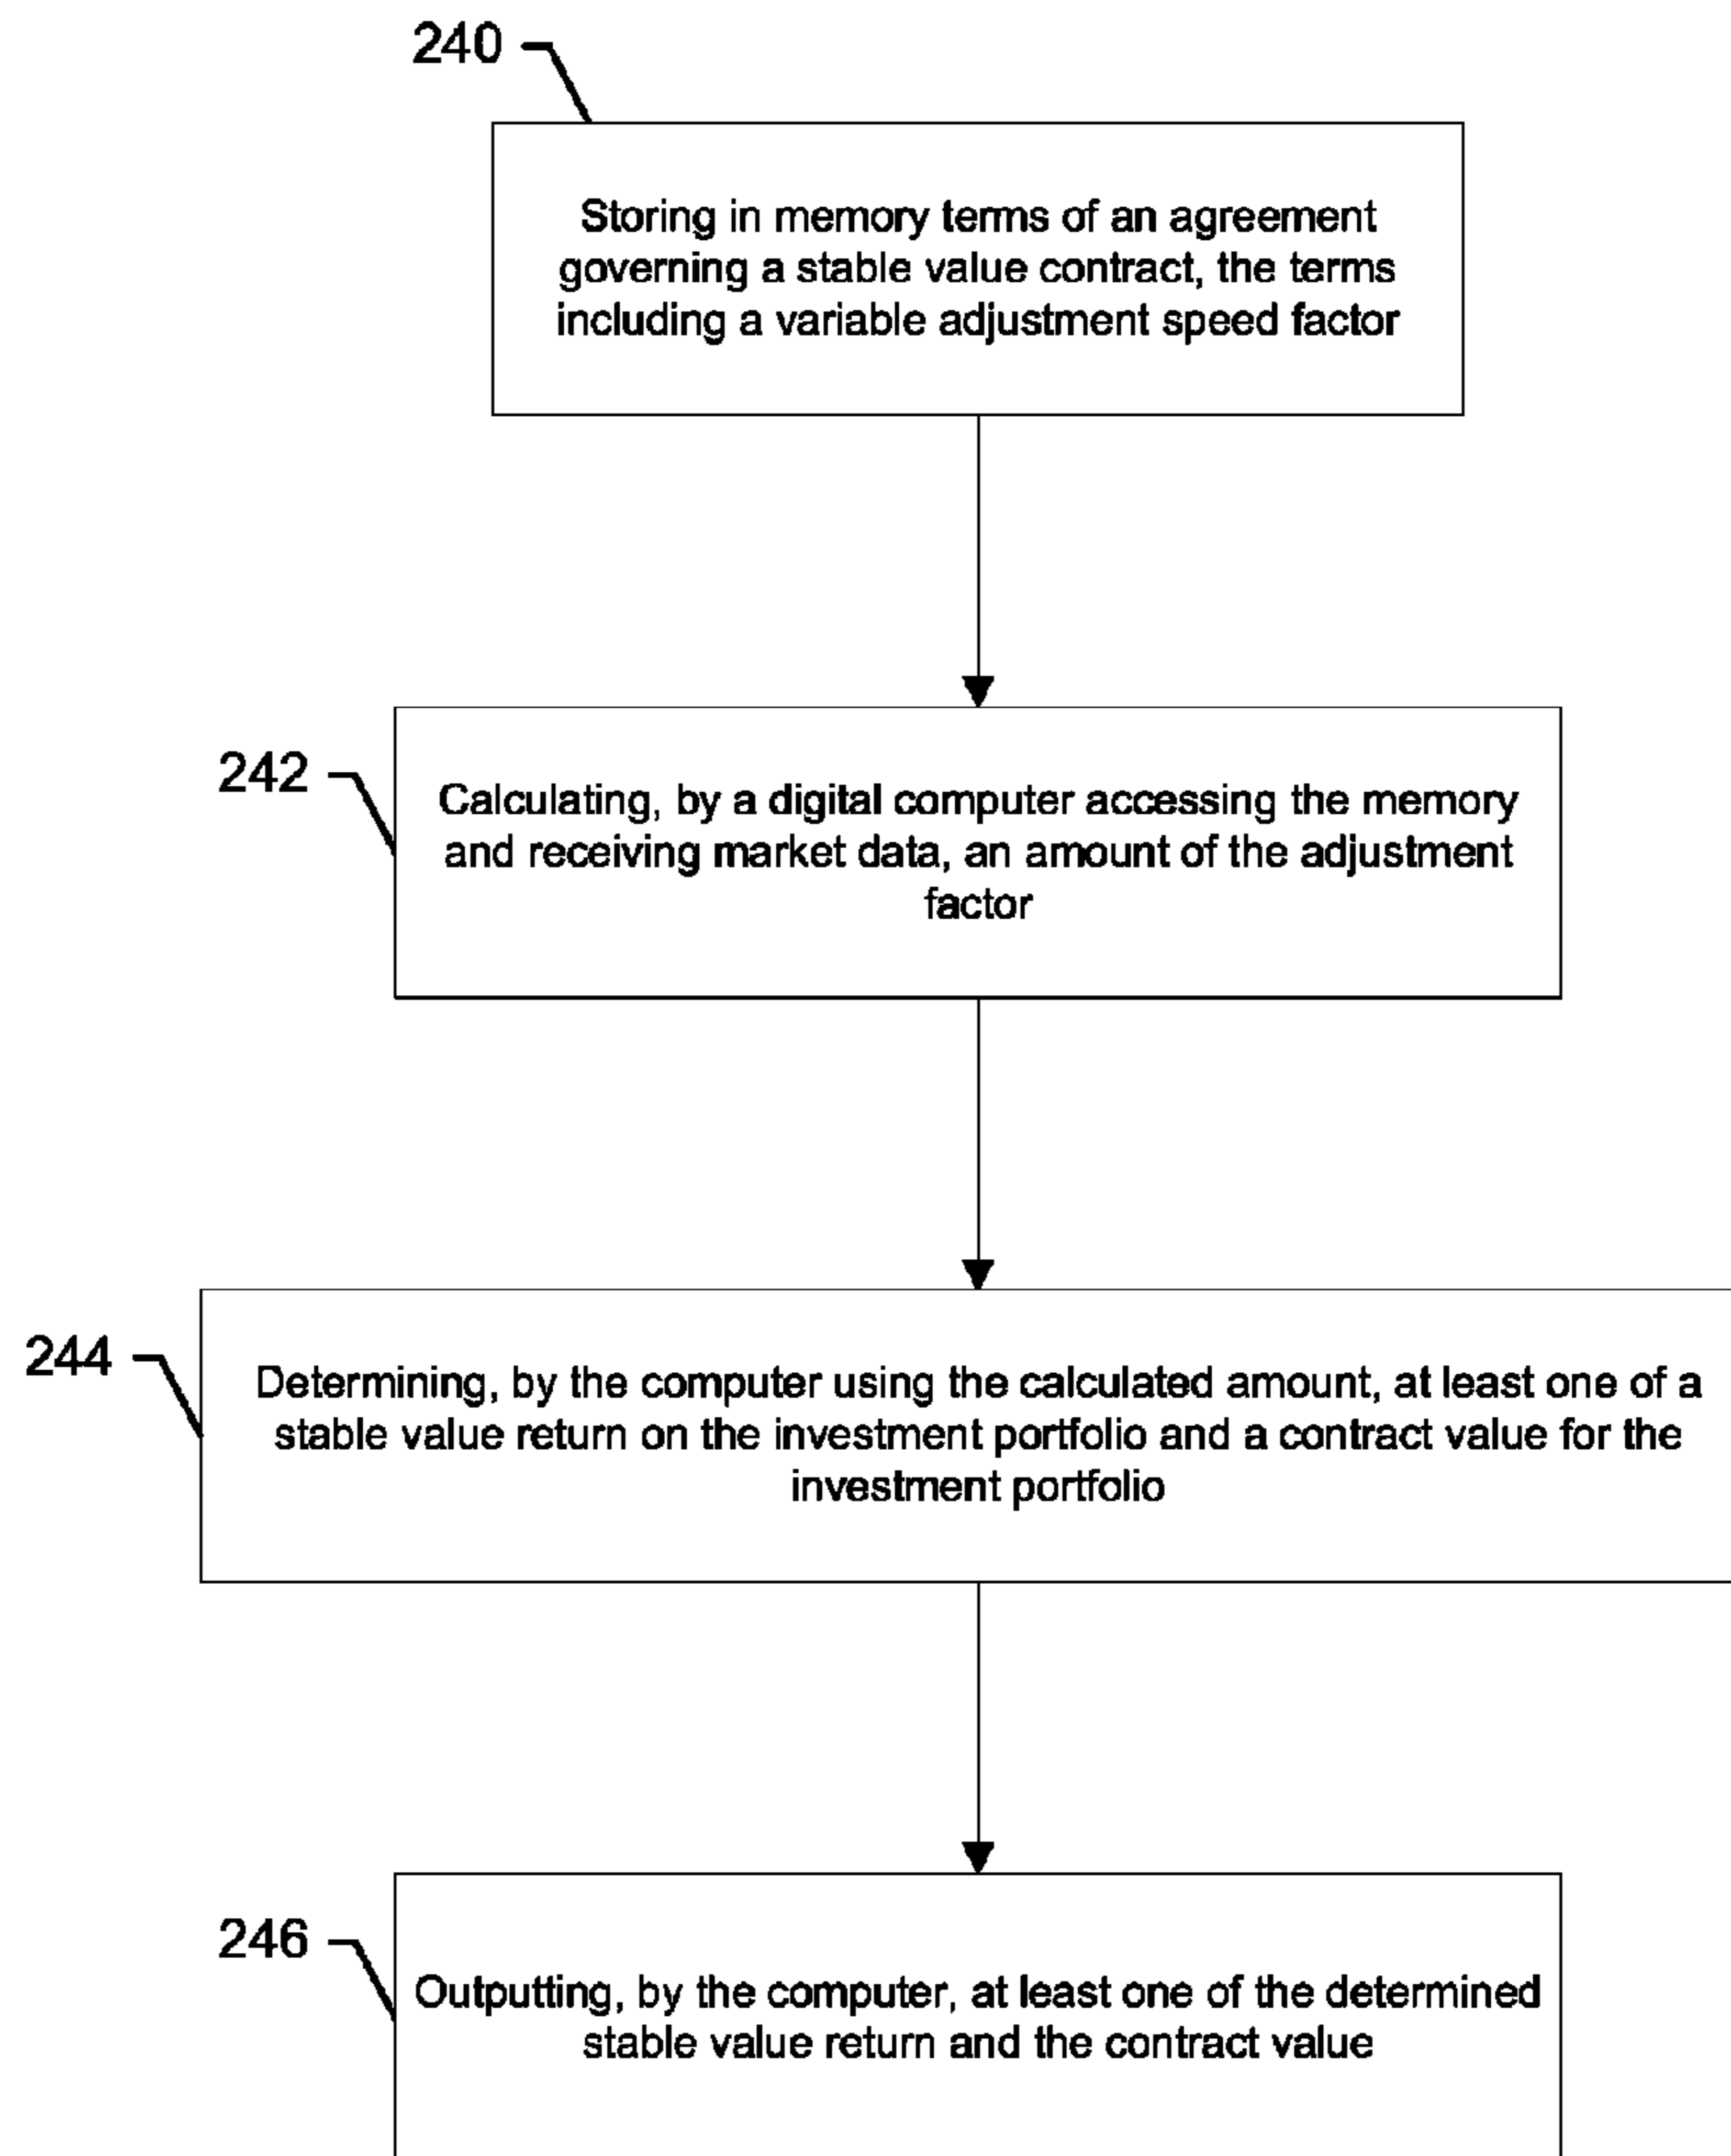 240
Storing in memory terms of an agreement
governing a stable value contract, the terms
including a variable adjustment speed factor
242
Calculating, by a digital computer accessing the memory
and receiving market data, an amount of the adjustment
factor
244
Determining, by the computer using the calculated amount, at least one of a
stable value return on the investment portfolio and a contract value for the
investment portfolio
246
Outputting, by the computer, at least one of the determined
stable value return and the contract value